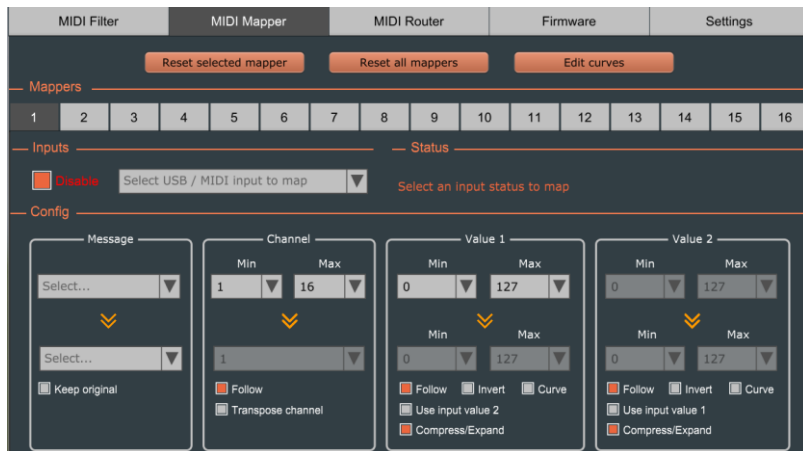 MIDI Filter MIDI Mapper MIDI Router Firmware Settings
Reset selected mapper Reset all mappers Edit curves
Mappers
1 2 3 4 5 6 7 8 9 10 11 12 13 14 15 16
Inputs Status
Disable Select USB / MIDI input to map Select an input status to map
Config
Message Channel Value 1 Value 2
Min Max Min Max Min Max
Select... 1 16 0 127 0 127
Min Max Min Max
Select... 1 0 127 0 127
Keep original Follow Follow Invert Curve Follow Invert Curve
Transpose channel Use input value 2 Use input value 1
Compress/Expand Compress/Expand